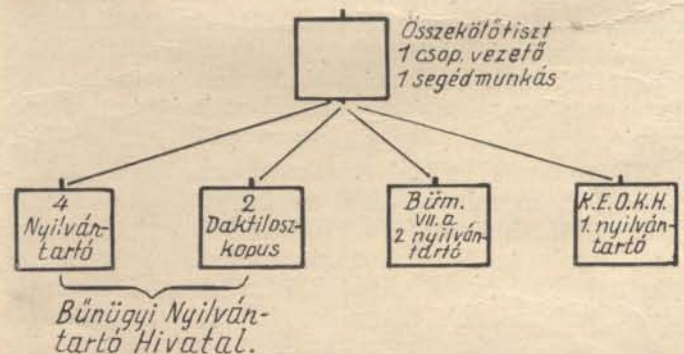 Összekötőtiszt
1 csop. vezető
1 segédmunkás
4
Nyilván-
tartó
2
Daktilosz-
kopus
Bűm.
VII.a
2 nyilván-
tartó
K.E.O.K.H.
1. nyilván-
tartó
Bűnügyi Nyilván-
tartó Hivatal.